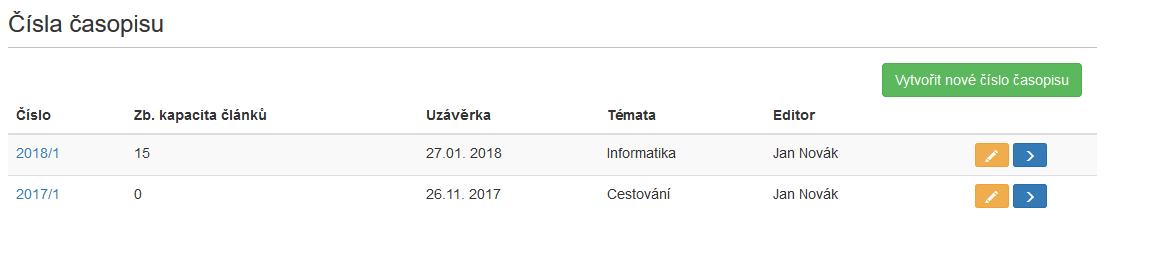 Čísla časopisu
Vytvořit nové číslo časopisu
Číslo Zb. kapacita článků Uzávěrka Témata Editor
2018/1 15 27.01. 2018 Informatika Jan Novák
2017/1 0 26.11. 2017 Cestování Jan Novák